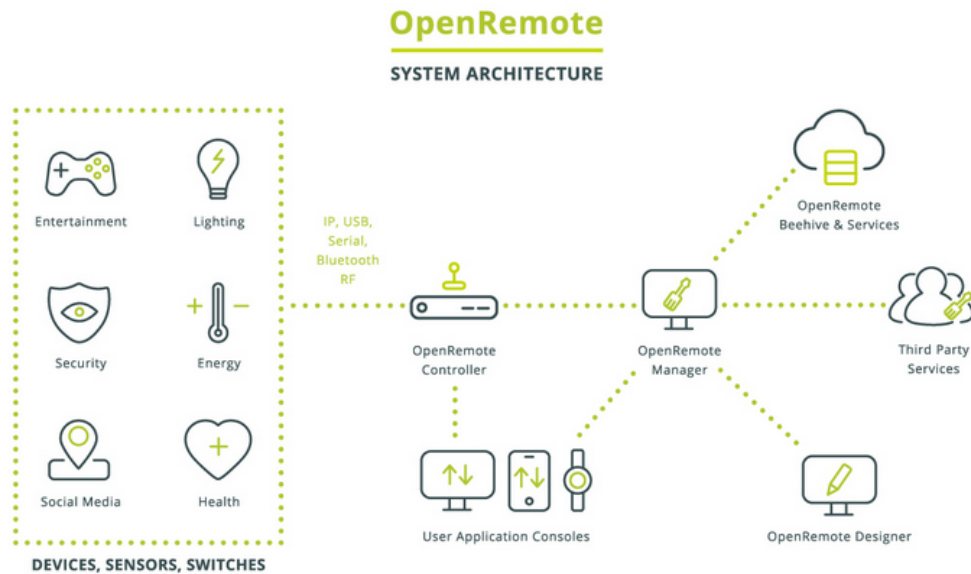 OpenRemote
SYSTEM ARCHITECTURE
Entertainment
Lighting
Security
Energy
Social Media
Health
DEVICES, SENSORS, SWITCHES
IP, USB,
Serial,
Bluetooth
RF
OpenRemote
Controller
OpenRemote
Manager
OpenRemote
Beehive & Services
Third Party
Services
User Application Consoles
OpenRemote Designer